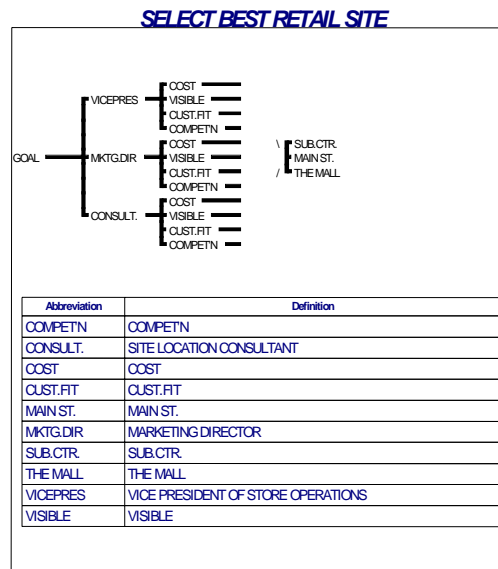 SELECT BEST RETAIL SITE
GOAL
VICEPRES
COST
VISIBLE
CUST.FIT
COMPET'N
MKTG.DIR
COST
VISIBLE
CUST.FIT
COMPET'N
CONSULT.
COST
VISIBLE
CUST.FIT
COMPET'N
\ SUB.CTR.
MAIN ST.
/ THE MALL
Abbreviation Definition
COMPET'N COMPET'N
CONSULT. SITE LOCATION CONSULTANT
COST COST
CUST.FIT CUST.FIT
MAIN ST. MAIN ST.
MKTG.DIR MARKETING DIRECTOR
SUB.CTR. SUB.CTR.
THE MALL THE MALL
VICEPRES VICE PRESIDENT OF STORE OPERATIONS
VISIBLE VISIBLE